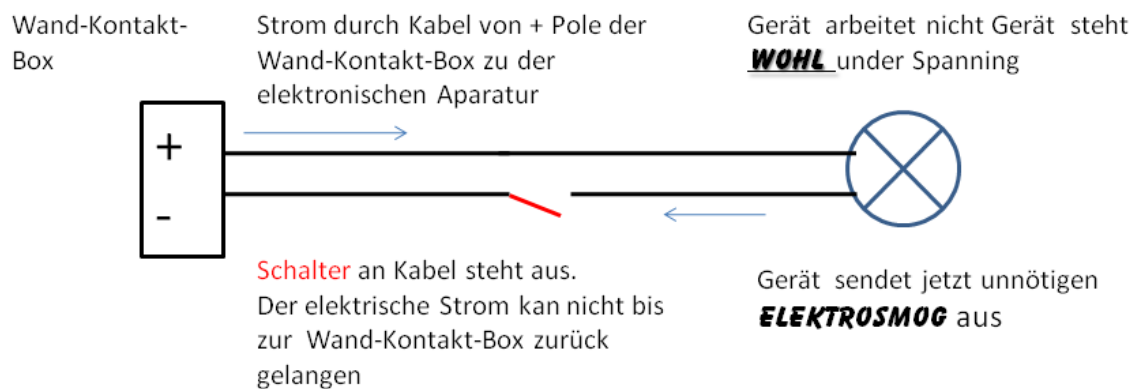 Wand-Kontakt-
Box
Strom durch Kabel von + Pole der
Wand-Kontakt-Box zu der
elektronischen Aparatur
Gerät arbeitet nicht Gerät steht
WOHL under Spanning
+
-
Schalter an Kabel steht aus.
Der elektrische Strom kan nicht bis
zur Wand-Kontakt-Box zurück
gelangen
Gerät sendet jetzt unnötigen
ELEKTROSMOG aus